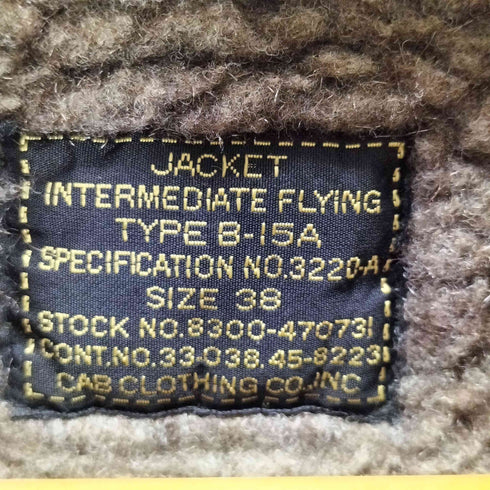 JACKET
INTERMEDIATE FLYING
TYPE B-15A
SPECIFICATION NO.3220-A
SIZE 38
STOCK NO.8300-470731
CONT.NO.33-038.45-8223
CAB CLOTHING CO.,INC